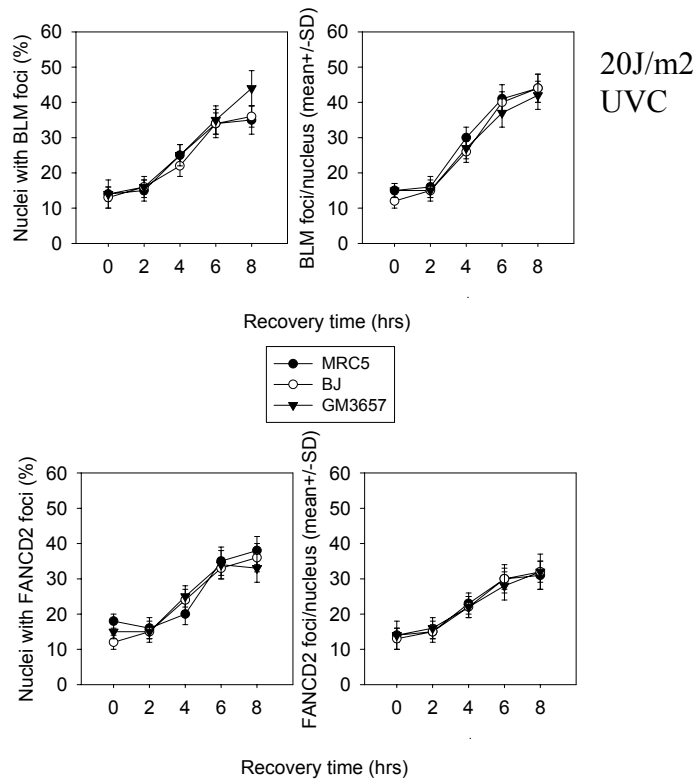 Nuclei with BLM foci (%)
60
50
40
30
20
10
0
0 2 4 6 8
BLM foci/nucleus (mean+/-SD)
60
50
40
30
20
10
0
0 2 4 6 8
20J/m2
UVC
Recovery time (hrs)
MRC5
BJ
GM3657
Nuclei with FANCD2 foci (%)
60
50
40
30
20
10
0
0 2 4 6 8
FANCD2 foci/nucleus (mean+/-SD)
60
50
40
30
20
10
0
0 2 4 6 8
Recovery time (hrs)